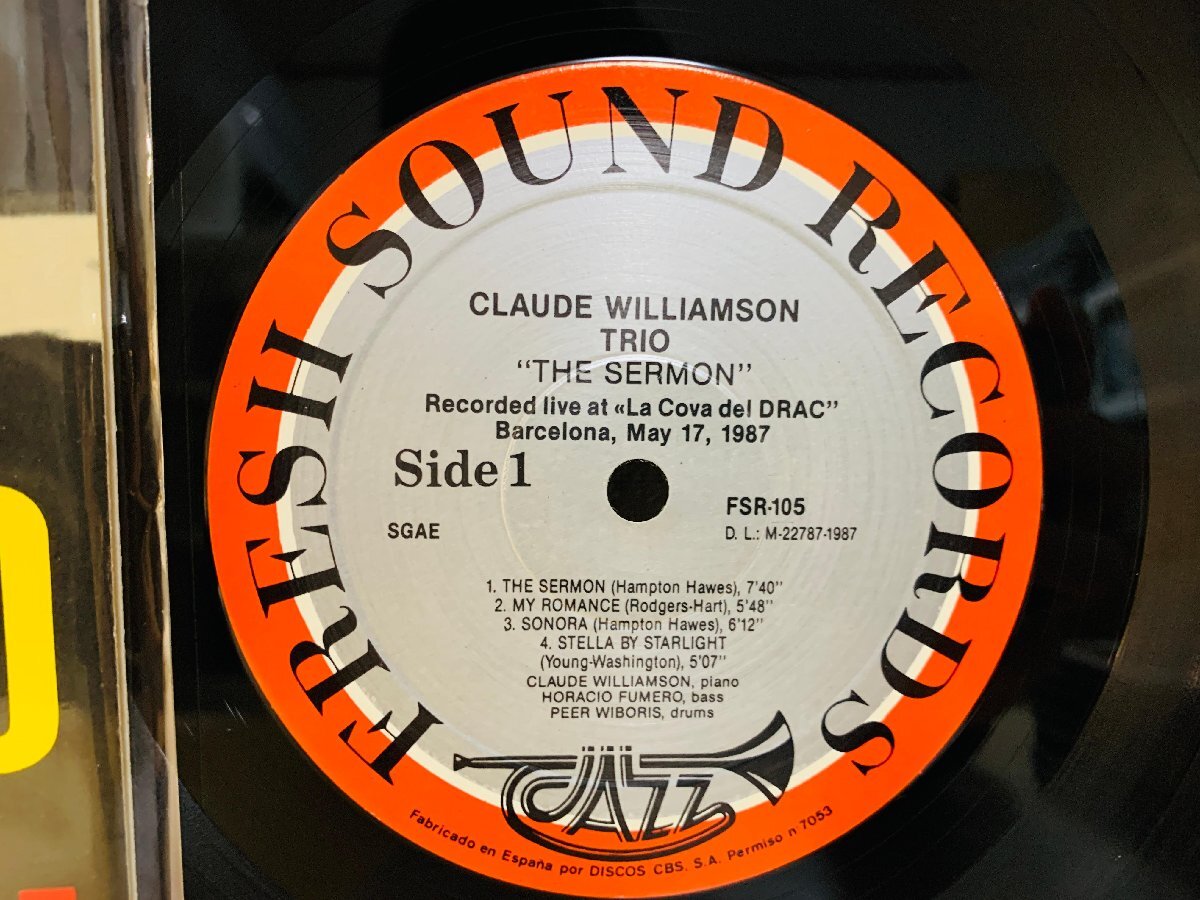 FRESH SOUND RECORDS
CLAUDE WILLIAMSON
TRIO
"THE SERMON"
Recorded live at «La Cova del DRAC"
Barcelona, May 17, 1987
Side 1
FSR-105
SGAE
D. L.: M-22787-1987
1. THE SERMON (Hampton Hawes), 7'40"
2. MY ROMANCE (Rodgers-Hart), 5'48"
3. SONORA (Hampton Hawes), 6'12"
4. STELLA BY STARLIGHT
(Young-Washington), 5'07"
CLAUDE WILLIAMSON, piano
HORACIO FUMERO, bass
PEER WIBORIS, drums
JAZZ
Fabricado en España por DISCOS CBS. S.A. Permiso n 7053